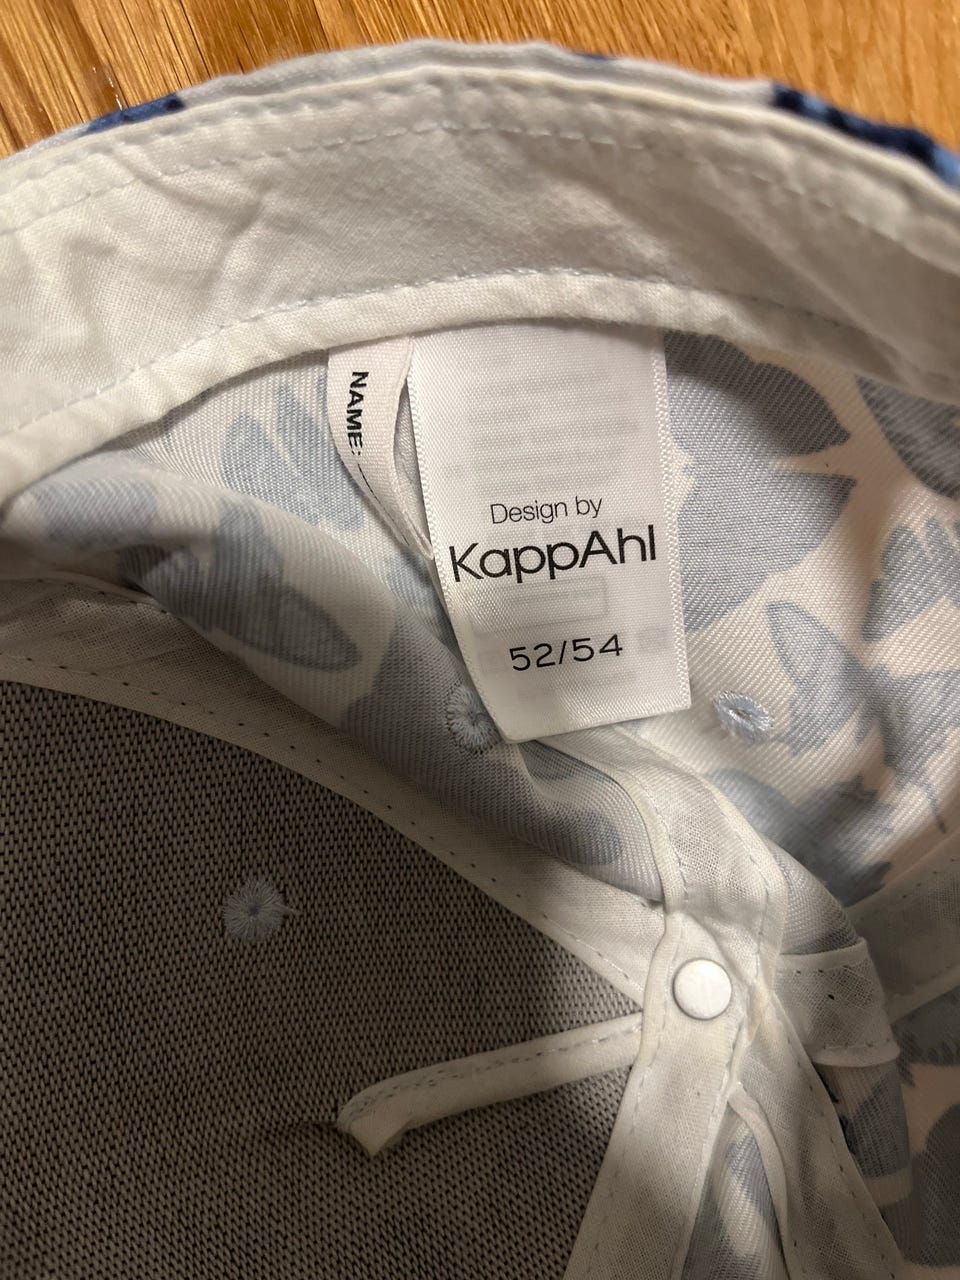 NAME:
Design by
KappAhl
52/54